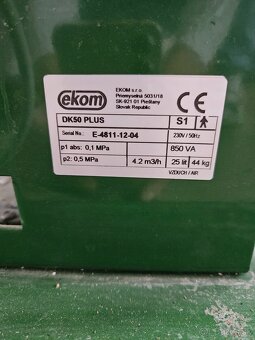 ekom
EKOM s.r.o.
Priemyselná 5031/18
SK-921 01 Piešťany
Slovak Republic
DK50 PLUS
S1
Serial No.: E-4811-12-04
230V / 50Hz
p1 abs: 0,1 MPa
850 VA
p2: 0,5 MPa
4.2 m3/h
25 lit
44 kg
VZDUCH / AIR